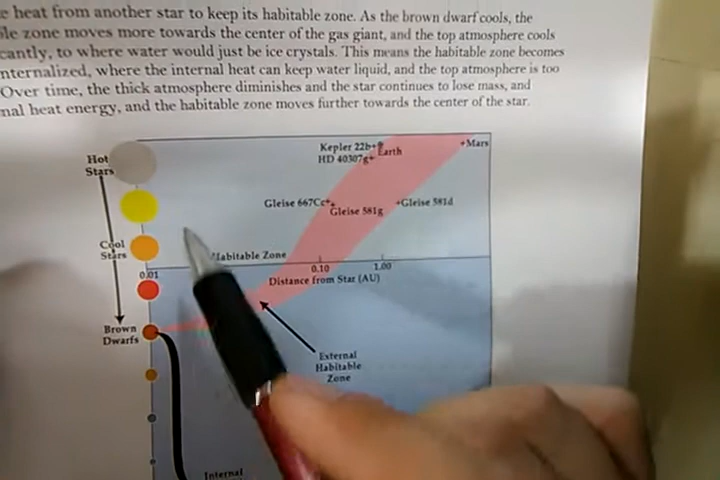 e heat from another star to keep its habitable zone. As the brown dwarf cools, the
le zone moves more towards the center of the gas giant, and the top atmosphere cools
cantly, to where water would just be ice crystals. This means the habitable zone becomes
nternalized, where the internal heat can keep water liquid, and the top atmosphere is too
Over time, the thick atmosphere diminishes and the star continues to lose mass, and
nal heat energy, and the habitable zone moves further towards the center of the star.
Hot
Stars
Kepler 22b+
Earth
+Mars
HD 40307g+
Gleise 667Cc+
Gleise 581g
+Gleise 581d
Cool
Stars
Habitable Zone
0.01
0.10
1.00
Distance from Star (AU)
Brown
Dwarfs
External
Habitable
Zone
Internal